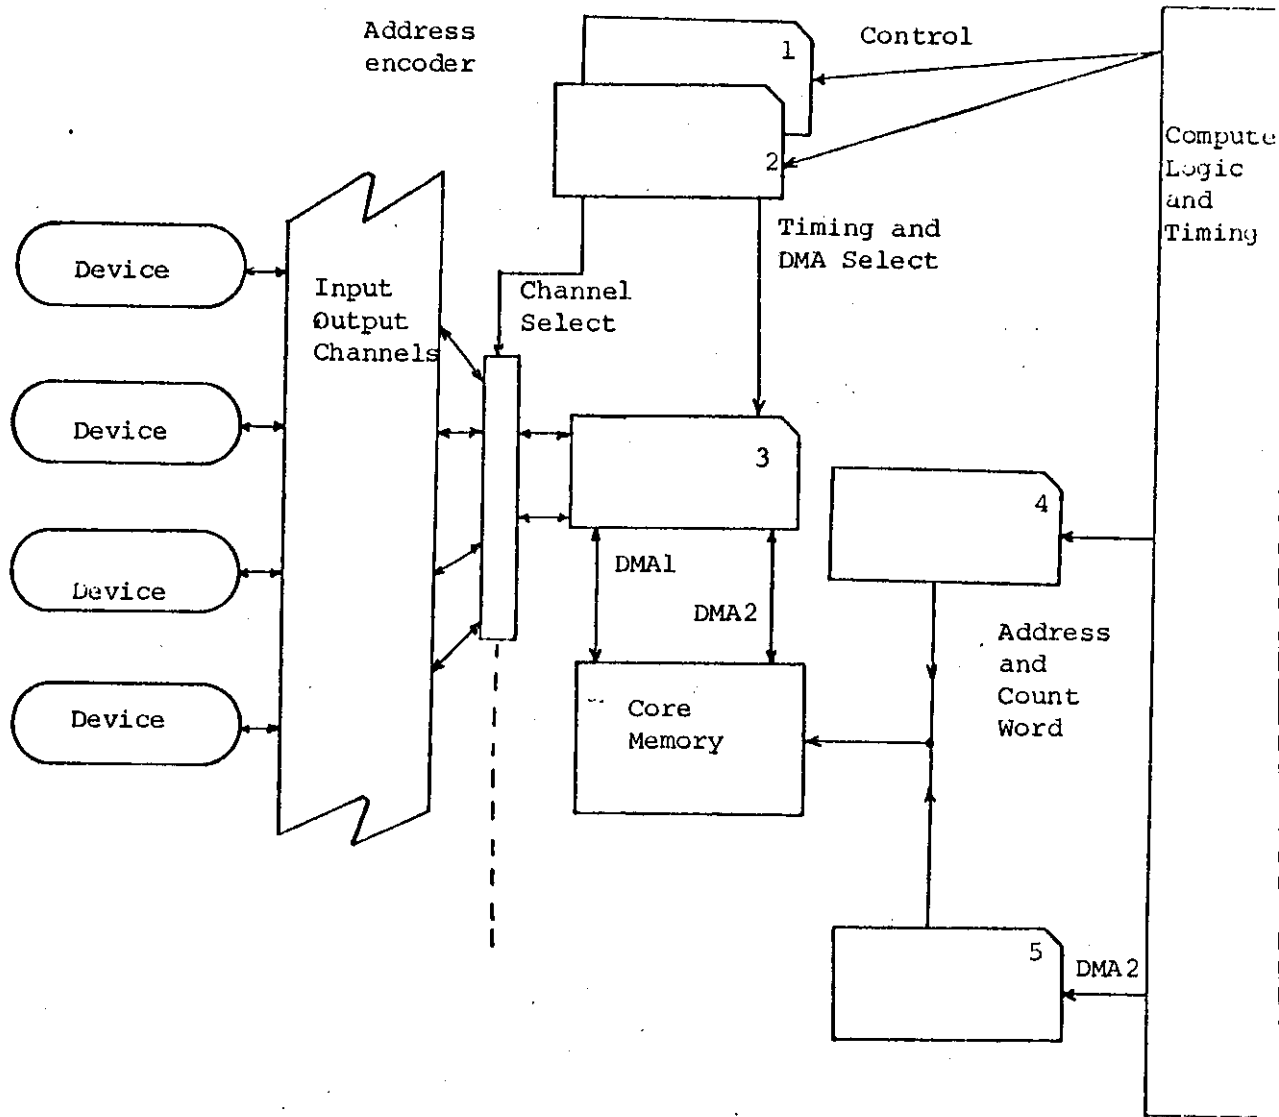 Address
encoder
1
Control
2
Compute
Logic
and
Timing
Timing and
DMA Select
Device
Input
Output
Channels
Channel
Select
Device
3
4
DMA1
Device
DMA2
Address
and
Count
Word
Device
Core
Memory
5
DMA2